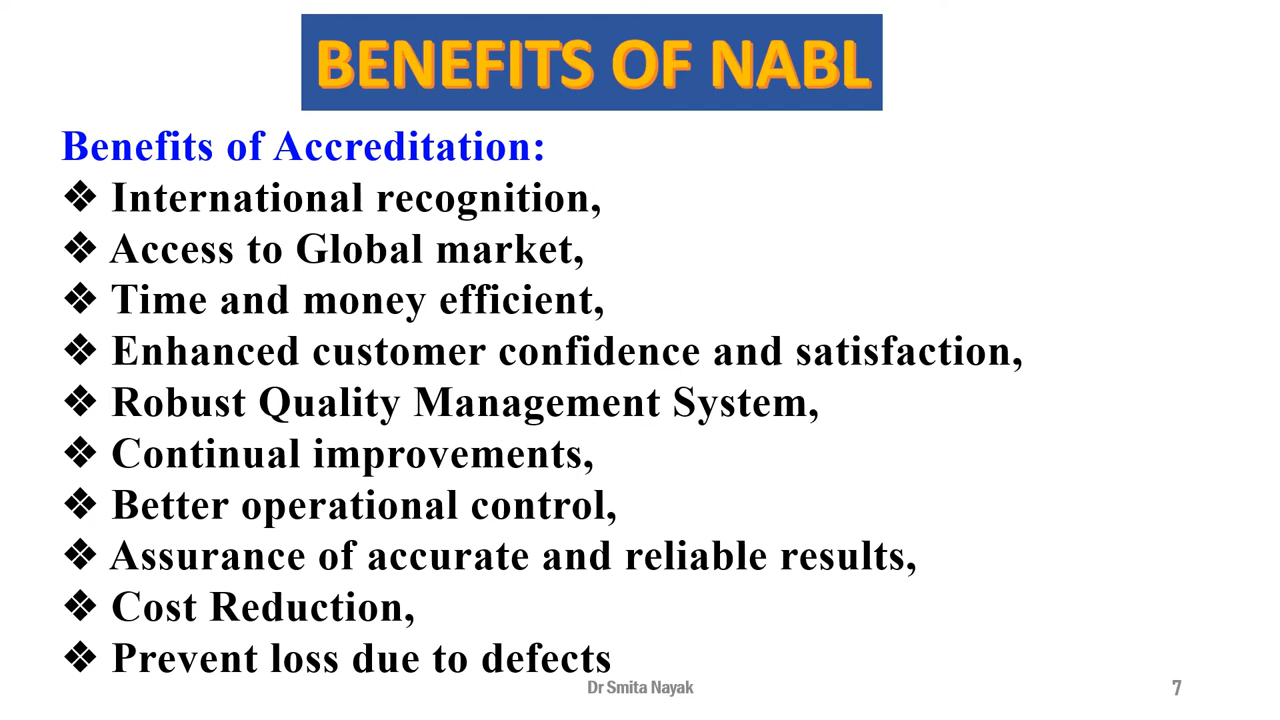 BENEFITS OF NABL
Benefits of Accreditation:
❖ International recognition,
❖ Access to Global market,
❖ Time and money efficient,
❖ Enhanced customer confidence and satisfaction,
❖ Robust Quality Management System,
❖ Continual improvements,
❖ Better operational control,
❖ Assurance of accurate and reliable results,
❖ Cost Reduction,
❖ Prevent loss due to defects
Dr Smita Nayak
7